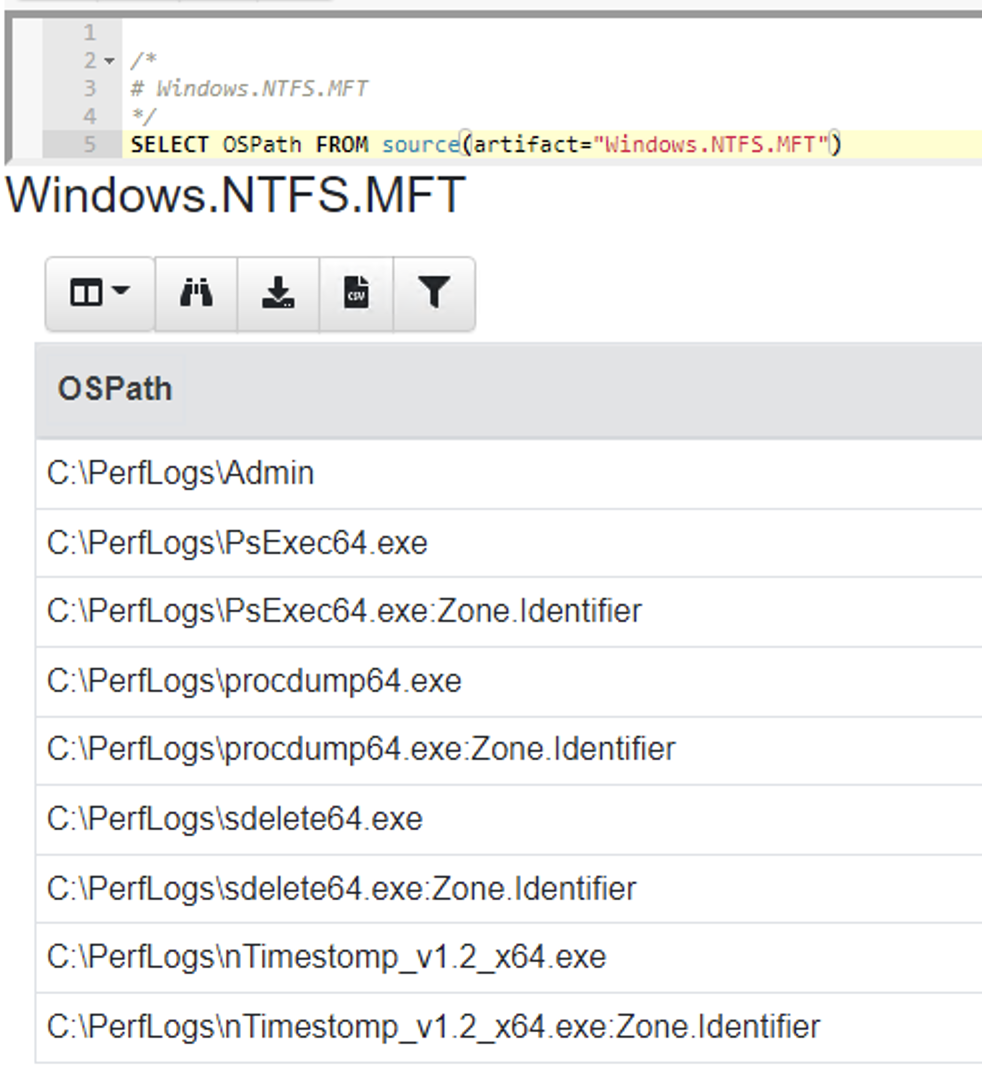 1
2 /*
3 # Windows.NTFS.MFT
4 */
5 SELECT OSPath FROM source(artifact="Windows.NTFS.MFT")
Windows.NTFS.MFT
CSV
OSPath
C:\PerfLogs\Admin
C:\PerfLogs\PsExec64.exe
C:\PerfLogs\PsExec64.exe:Zone.Identifier
C:\PerfLogs\procdump64.exe
C:\PerfLogs\procdump64.exe:Zone.Identifier
C:\PerfLogs\sdelete64.exe
C:\PerfLogs\sdelete64.exe:Zone.Identifier
C:\PerfLogs\nTimestomp_v1.2_x64.exe
C:\PerfLogs\nTimestomp_v1.2_x64.exe:Zone.Identifier